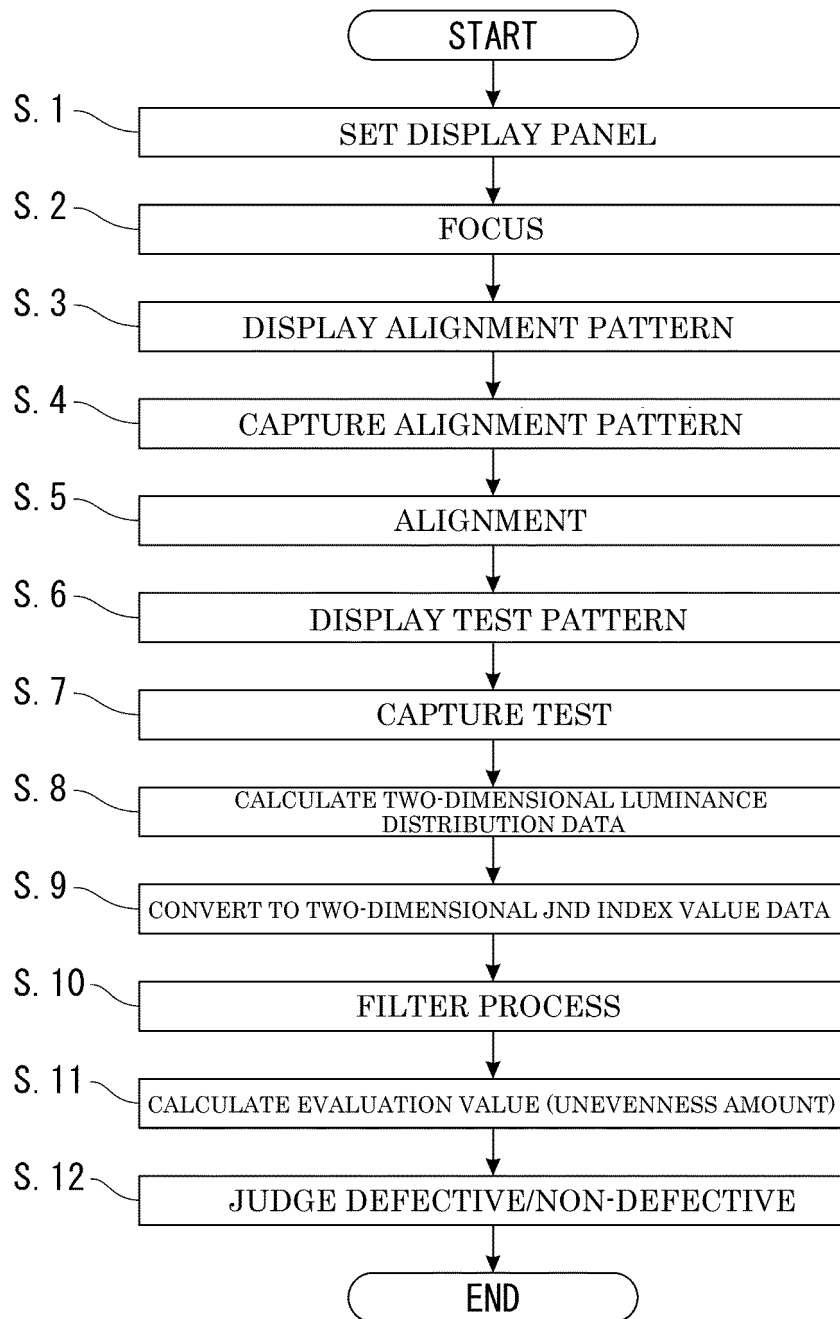 START
S. 1
SET DISPLAY PANEL
S. 2
FOCUS
S. 3
DISPLAY ALIGNMENT PATTERN
S. 4
CAPTURE ALIGNMENT PATTERN
S. 5
ALIGNMENT
S. 6
DISPLAY TEST PATTERN
S. 7
CAPTURE TEST
S. 8
CALCULATE TWO-DIMENSIONAL LUMINANCE
DISTRIBUTION DATA
S. 9
CONVERT TO TWO-DIMENSIONAL JND INDEX VALUE DATA
S. 10
FILTER PROCESS
S. 11
CALCULATE EVALUATION VALUE (UNEVENNESS AMOUNT)
S. 12
JUDGE DEFECTIVE/NON-DEFECTIVE
END